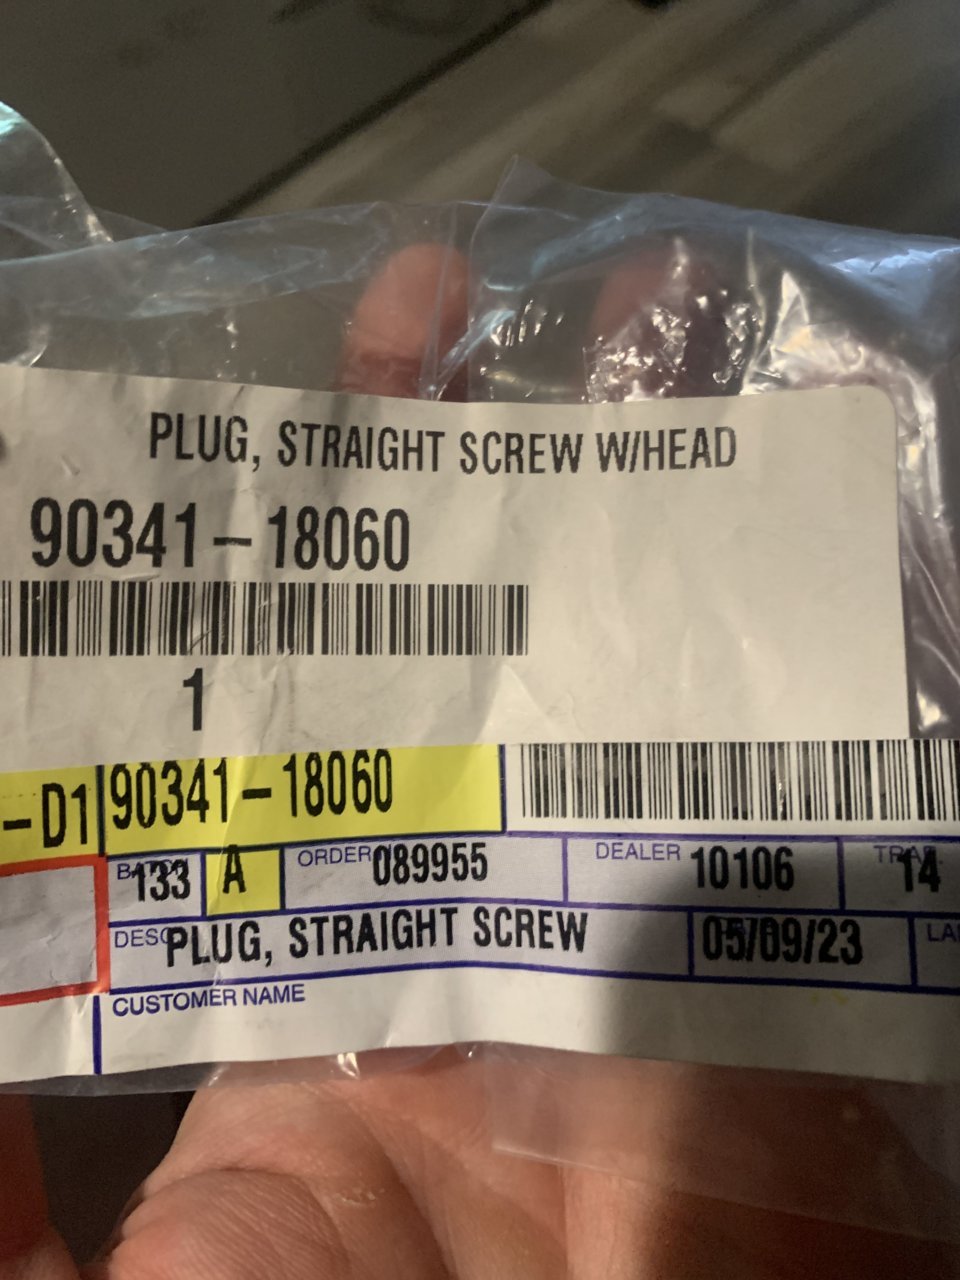 PLUG, STRAIGHT SCREW W/HEAD
90341-18060
1
-D1 90341-18060
133 A ORDER 089955 DEALER 10106 14
DESC PLUG, STRAIGHT SCREW 05/09/23
CUSTOMER NAME